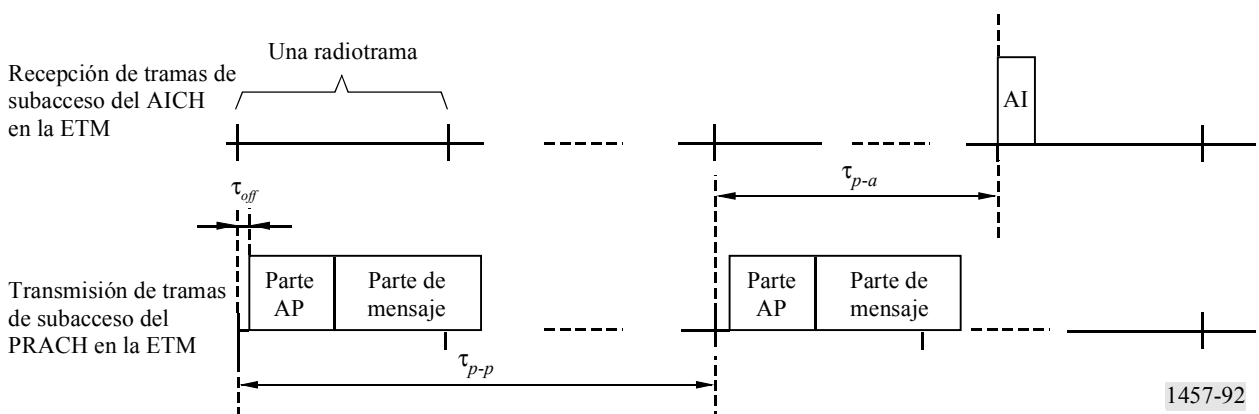 Una radiotrama
Recepción de tramas de
subacceso del AICH
en la ETM
AI
τoff
τp-a
Transmisión de tramas
de subacceso del
PRACH en la ETM
Parte
AP
Parte de
mensaje
Parte
AP
Parte de
mensaje
τp-p
1457-92